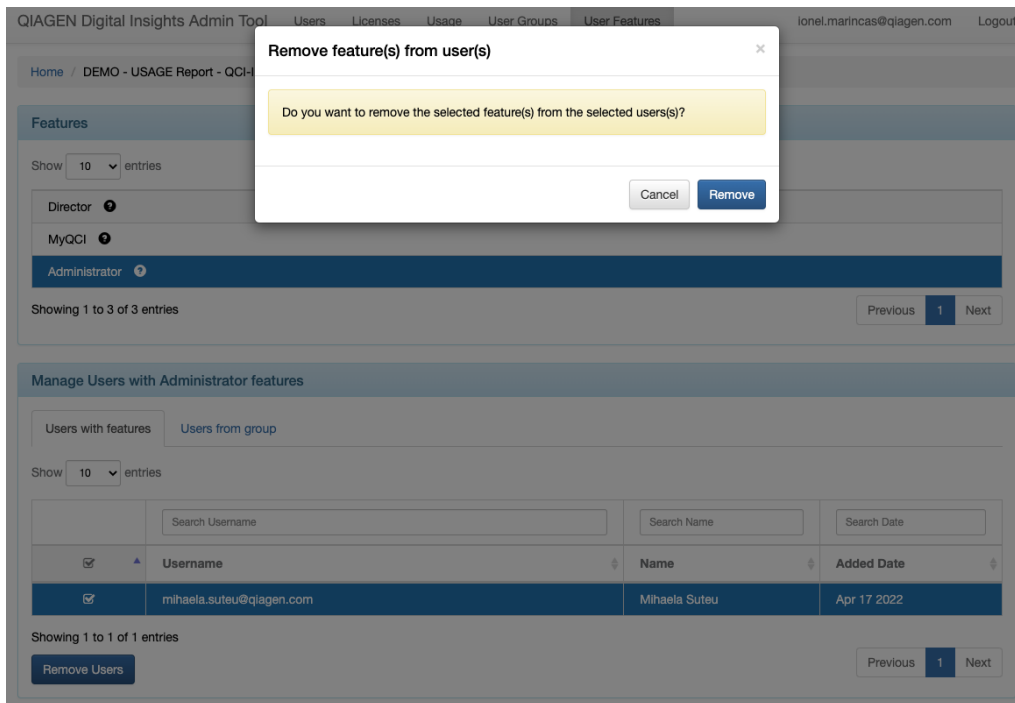 QIAGEN Digital Insights Admin Tool Users Licenses Usage User Groups User Features ionel.marincas@qiagen.com Logout
Remove feature(s) from user(s) ×
Home / DEMO - USAGE Report - QCI-I
Do you want to remove the selected feature(s) from the selected users(s)?
Features
Show 10 entries
Cancel Remove
Director
MyQCI
Administrator
Showing 1 to 3 of 3 entries
Previous 1 Next
Manage Users with Administrator features
Users with features Users from group
Show 10 entries
Search Username Search Name Search Date
Username Name Added Date
mihaela.suteu@qiagen.com Mihaela Suteu Apr 17 2022
Showing 1 to 1 of 1 entries
Remove Users
Previous 1 Next